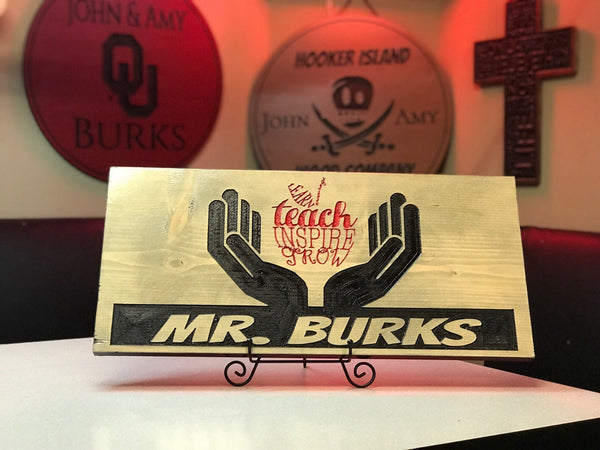 JOHN & AMY
OU
BURKS
HOOKER ISLAND
JOHN AMY
WOOD COMPANY
LEARN
teach
INSPIRE
GROW
MR. BURKS